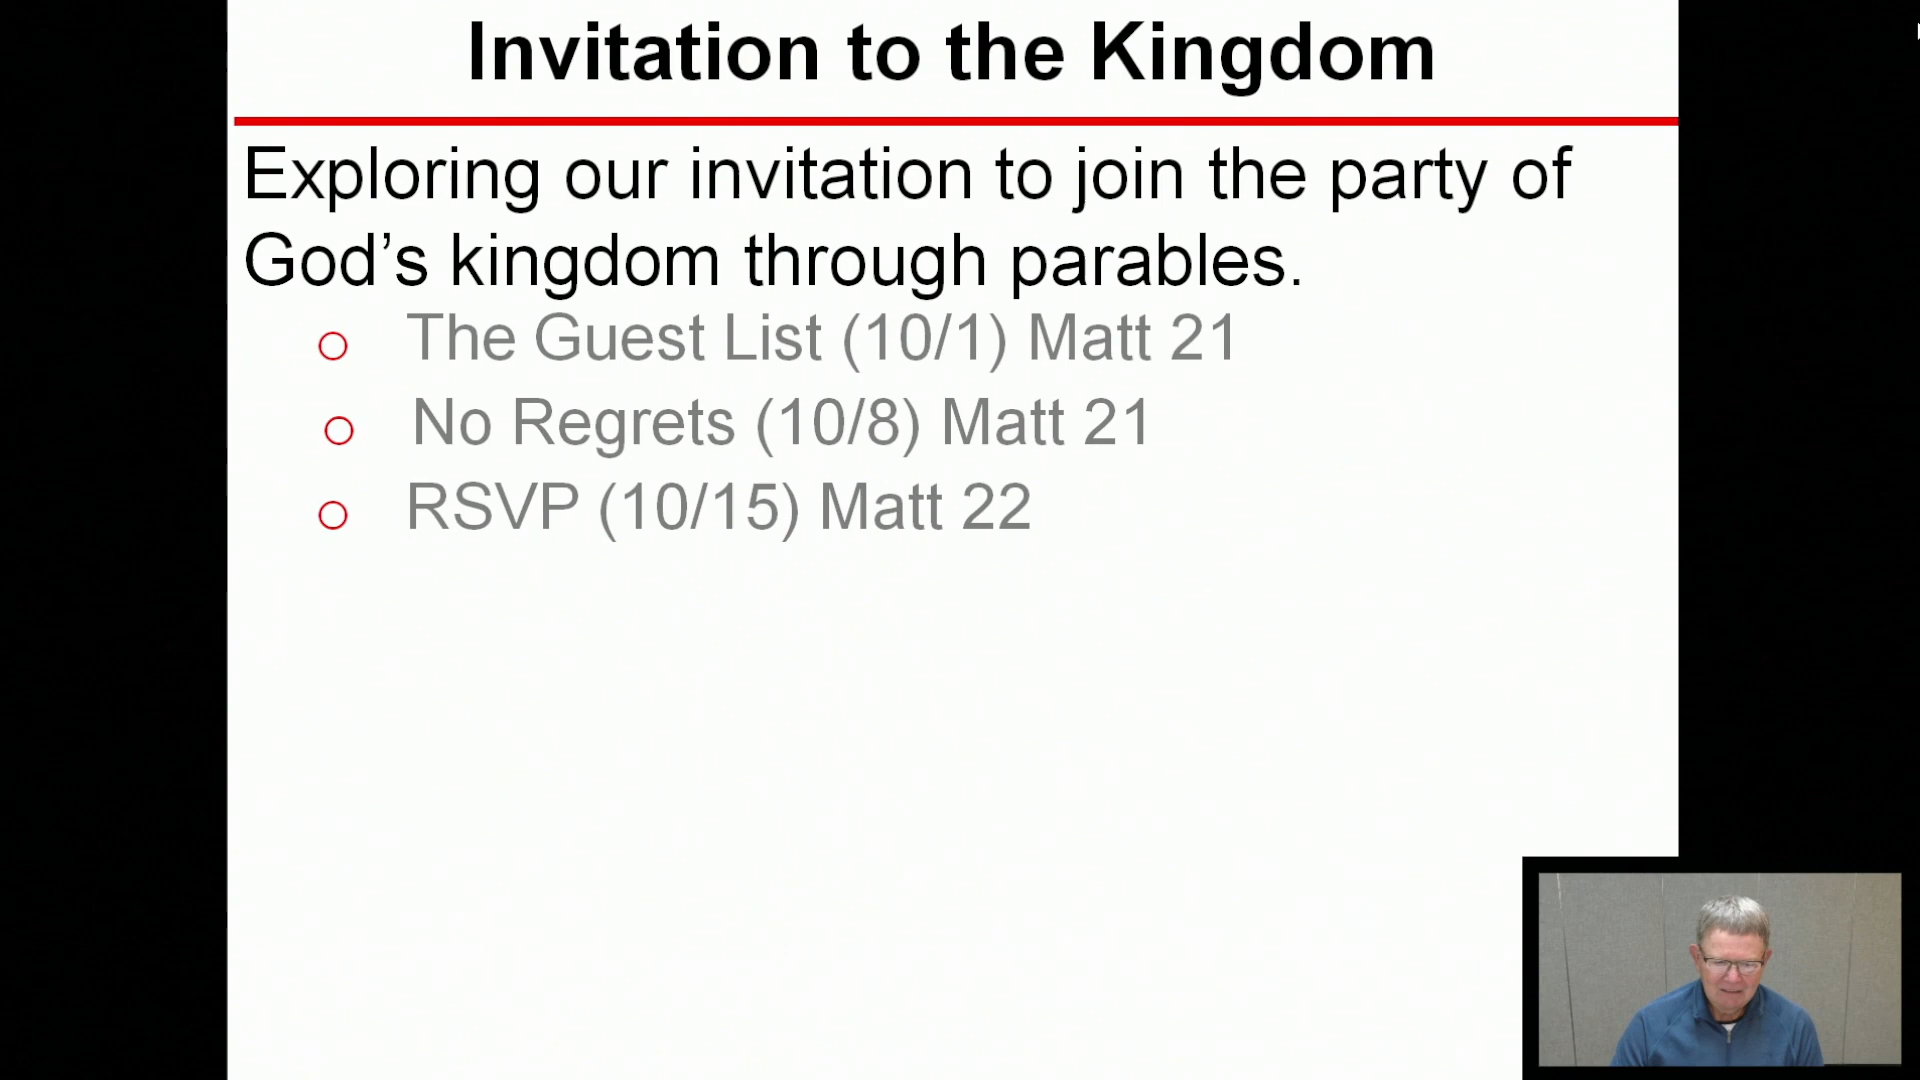 Invitation to the Kingdom
Exploring our invitation to join the party of
God’s kingdom through parables.
The Guest List (10/1) Matt 21
No Regrets (10/8) Matt 21
RSVP (10/15) Matt 22